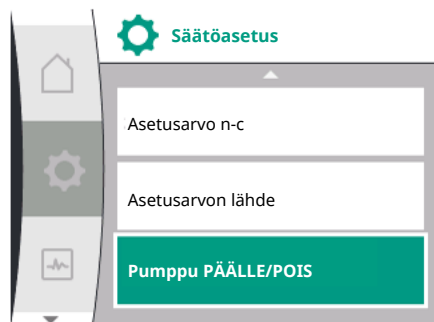 Säätöasetus
Asetusarvo n-c
Asetusarvon lähde
Pumppu PÄÄLLE/POIS